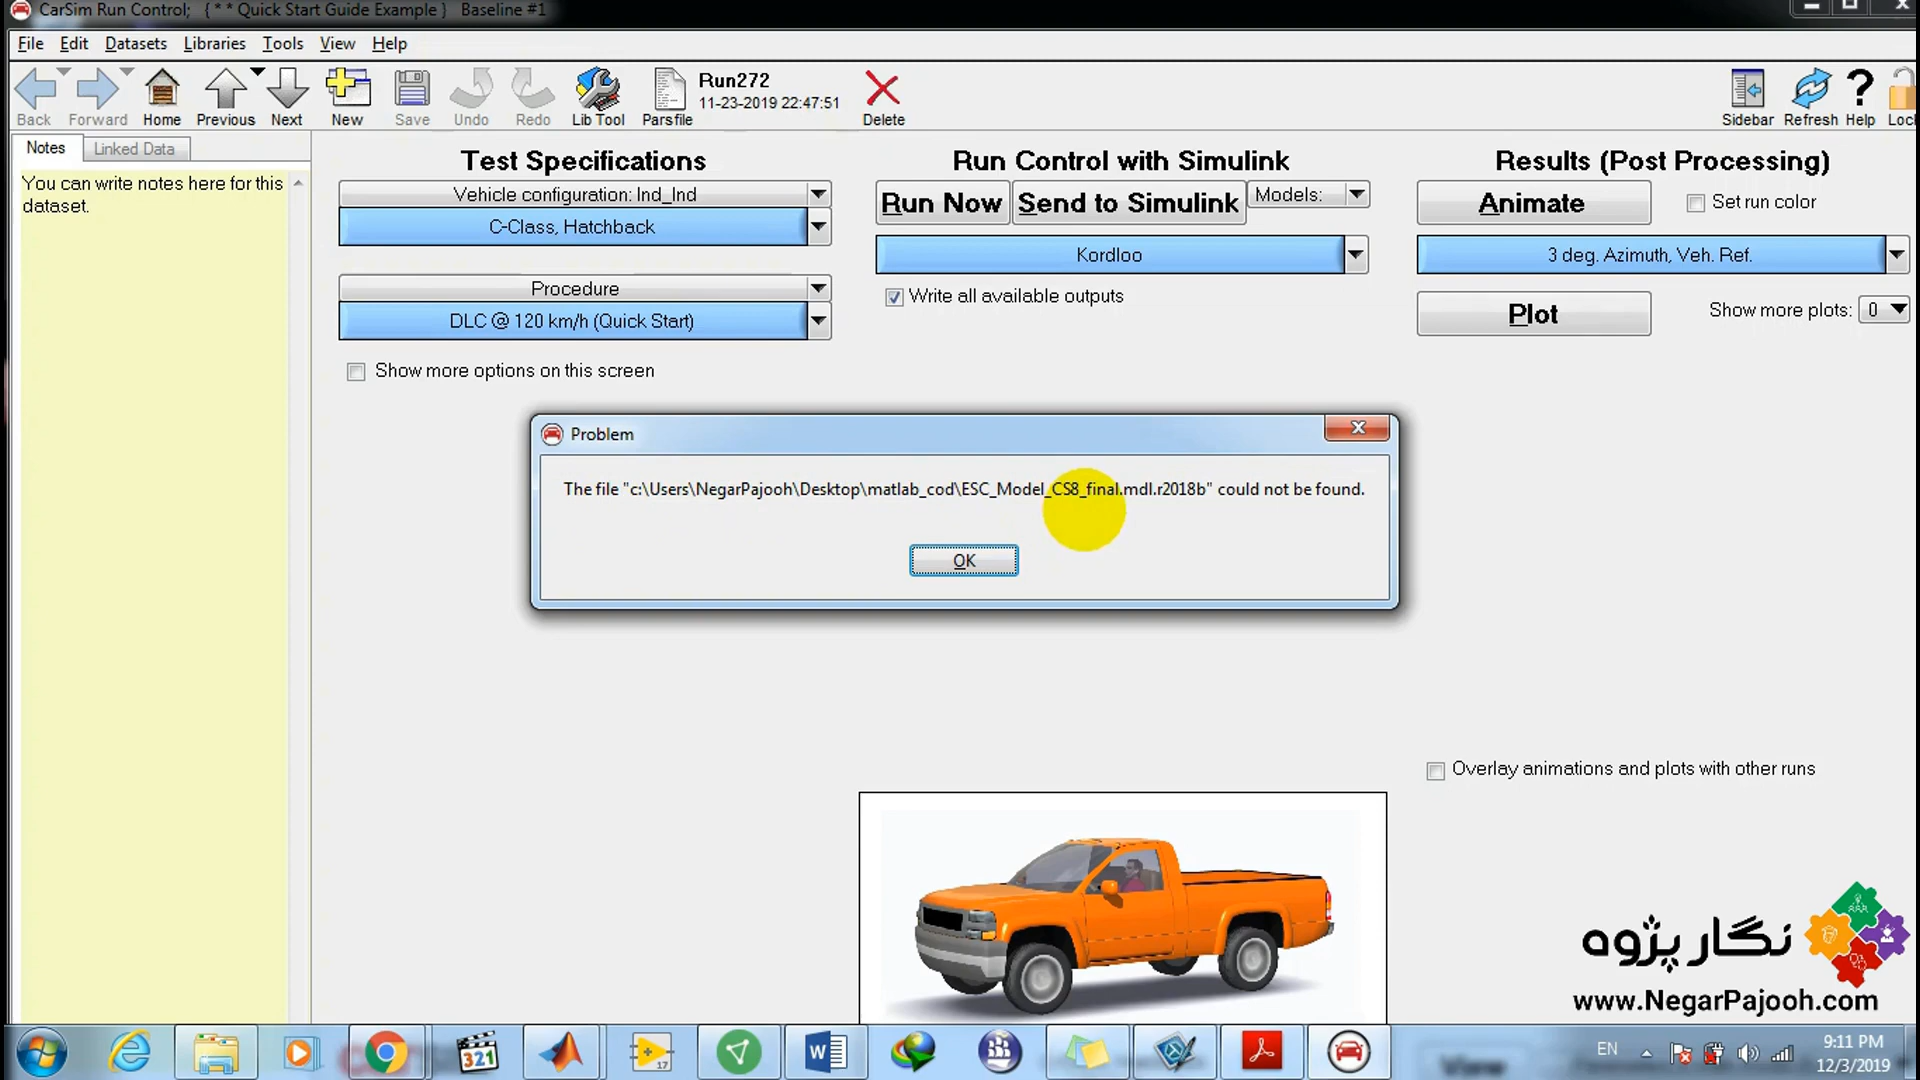 CarSim Run Control;   { * * Quick Start Guide Example }   Baseline #1
File Edit Datasets Libraries Tools View Help
Back Forward Home Previous Next New Save Undo Redo Lib Tool Parsfile
Run272
11-23-2019 22:47:51
Delete
Sidebar Refresh Help Loc
Notes Linked Data
You can write notes here for this
dataset.
Test Specifications
Vehicle configuration: Ind_Ind
C-Class, Hatchback
Procedure
DLC @ 120 km/h (Quick Start)
Show more options on this screen
Run Control with Simulink
Run Now Send to Simulink Models:
Kordloo
Write all available outputs
Results (Post Processing)
Animate Set run color
3 deg. Azimuth, Veh. Ref.
Plot Show more plots: 0
Problem
The file "c:\Users\NegarPajooh\Desktop\matlab_cod\ESC_Model_CS8_final.mdl.r2018b" could not be found.
OK
Overlay animations and plots with other runs
نگار پژوه
www.NegarPajooh.com
321
17
W
EN
9:11 PM
12/3/2019